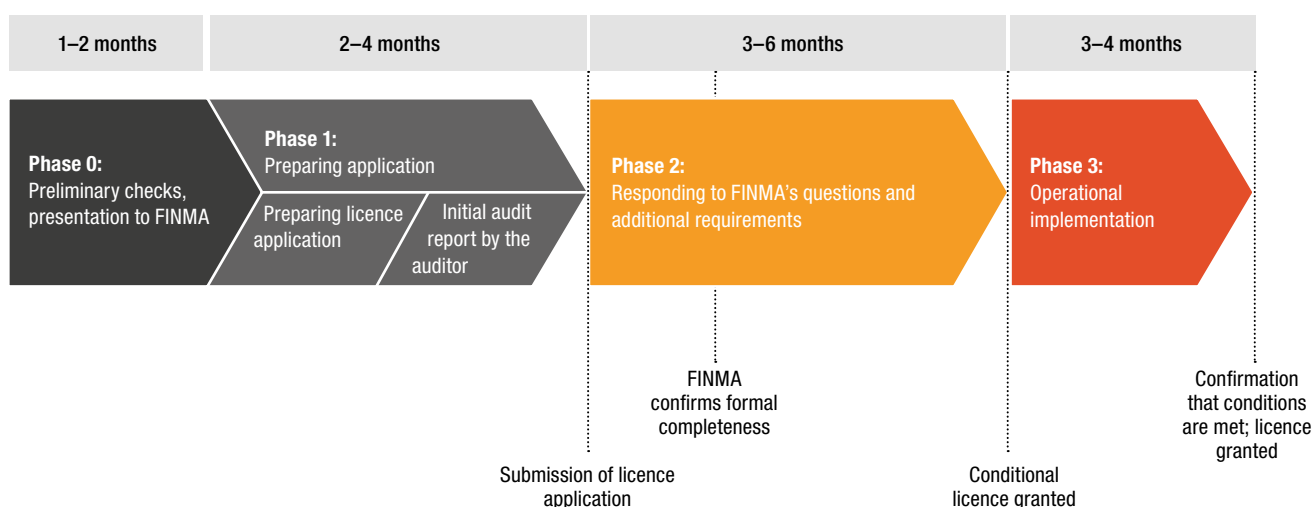 1–2 months
2–4 months
3–6 months
3–4 months
Phase 0:
Preliminary checks,
presentation to FINMA
Phase 1:
Preparing application
Preparing licence
application
Initial audit
report by the
auditor
Phase 2:
Responding to FINMA’s questions and
additional requirements
Phase 3:
Operational
implementation
FINMA
confirms formal
completeness
Confirmation
that conditions
are met; licence
granted
Submission of licence
application
Conditional
licence granted